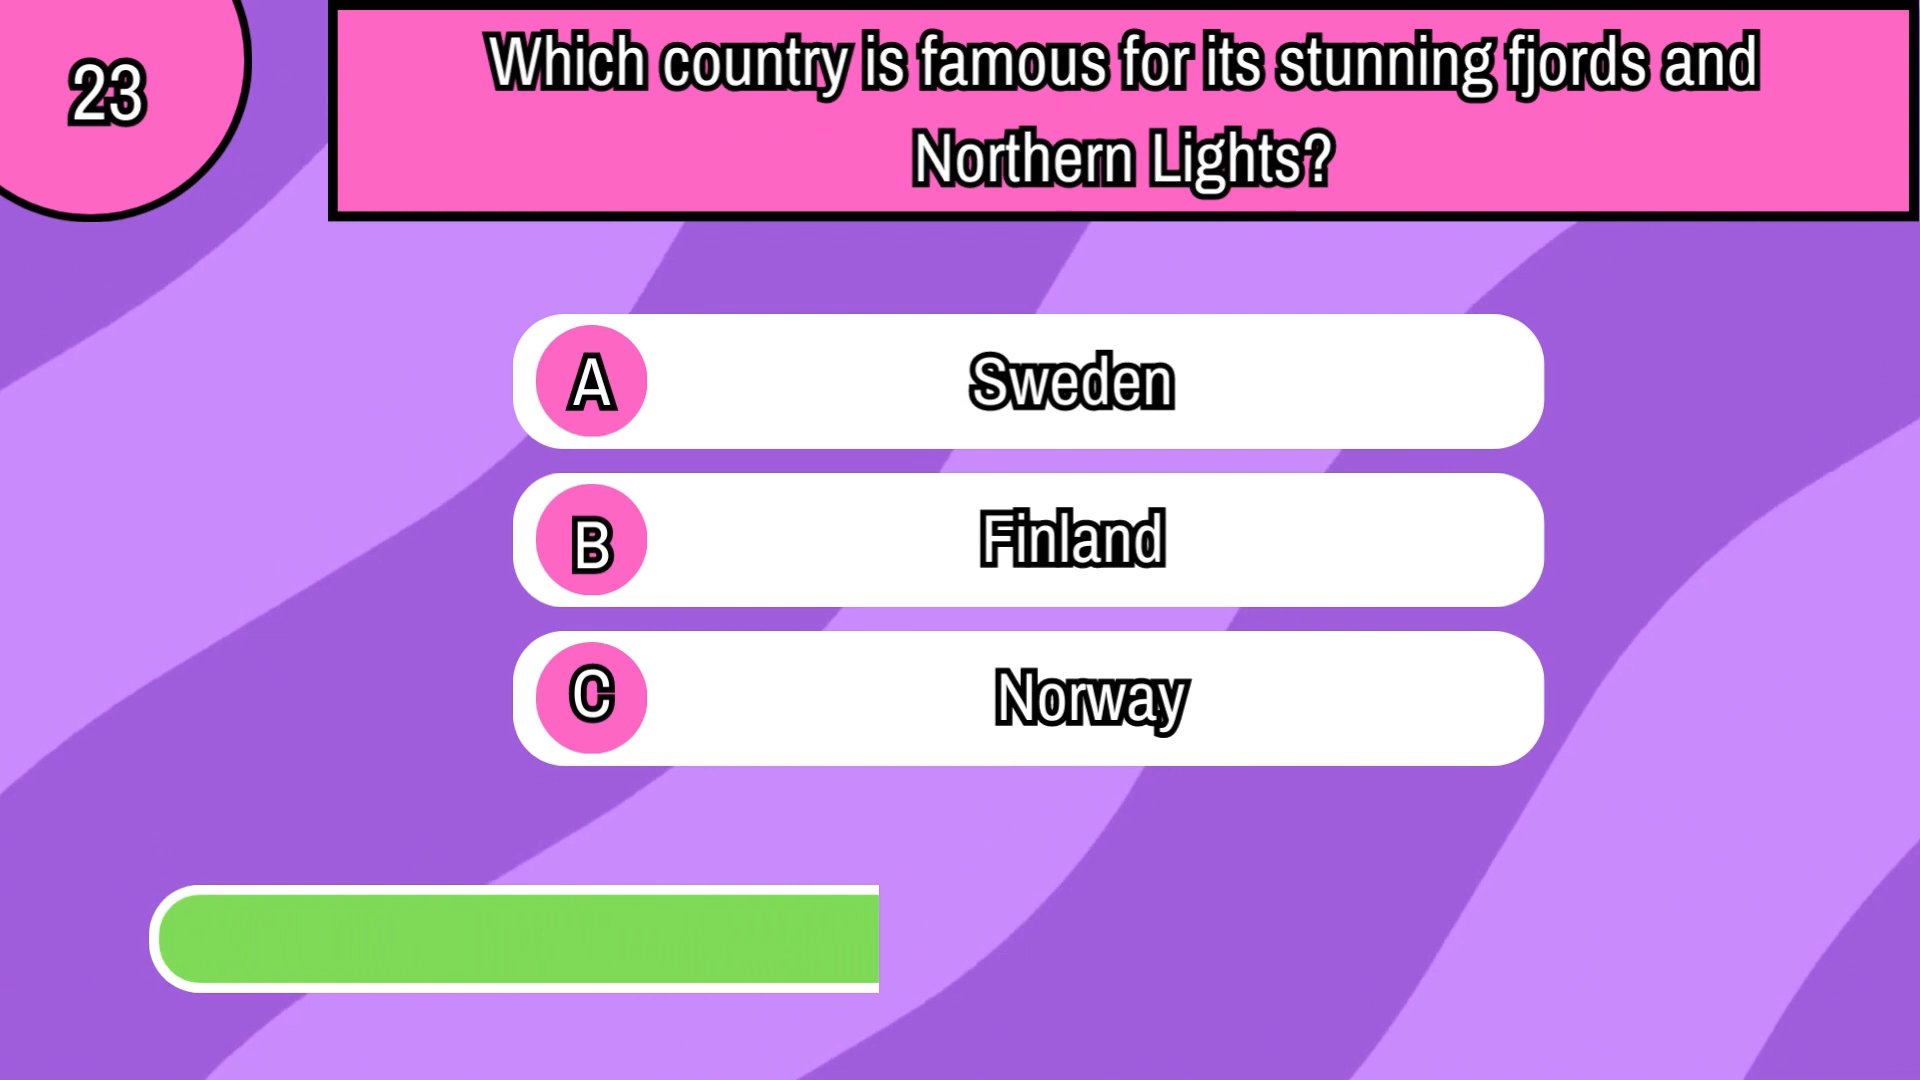 23
Which country is famous for its stunning fjords and
Northern Lights?
A Sweden
B Finland
C Norway